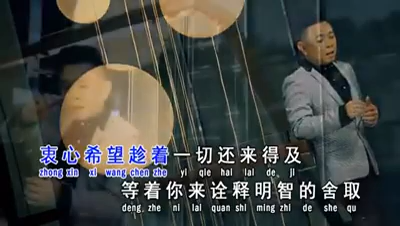 衷心希望趁着一切还来得及
zhong xin xi wang chen zhe yi qie hai lai de ji
等着你来诠释明智的舍取
deng zhe ni lai quan shi ming zhi de she qu